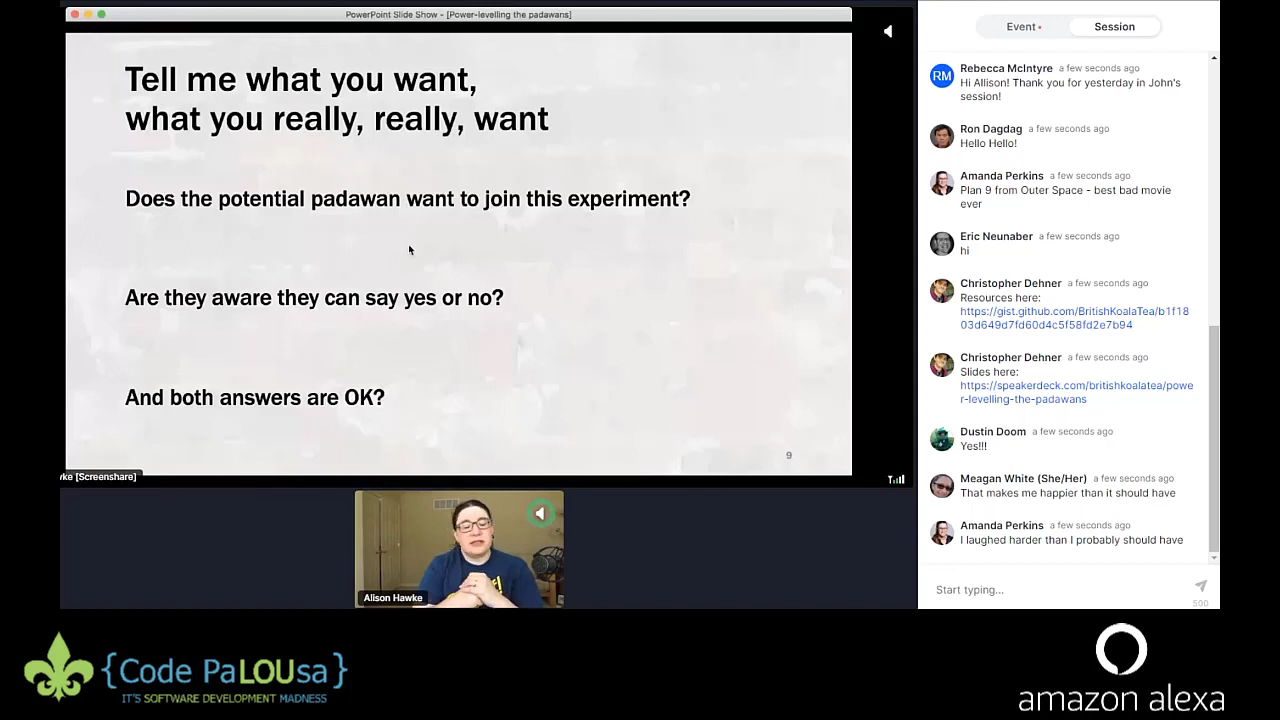 PowerPoint Slide Show - [Power-levelling the padawans]
Tell me what you want,
what you really, really, want
Does the potential padawan want to join this experiment?
Are they aware they can say yes or no?
And both answers are OK?
9
wke [Screenshare]
Alison Hawke
Event
Session
RM
Rebecca McIntyre a few seconds ago
Hi Allison! Thank you for yesterday in John's
session!
Ron Dagdag a few seconds ago
Hello Hello!
Amanda Perkins a few seconds ago
Plan 9 from Outer Space - best bad movie
ever
Eric Neunaber a few seconds ago
hi
Christopher Dehner a few seconds ago
Resources here:
https://gist.github.com/BritishKoalaTea/b1f18
03d649d7fd60d4c5f58fd2e7b94
Christopher Dehner a few seconds ago
Slides here:
https://speakerdeck.com/britishkoalatea/powe
r-levelling-the-padawans
Dustin Doom a few seconds ago
Yes!!!
Meagan White (She/Her) a few seconds ago
That makes me happier than it should have
Amanda Perkins a few seconds ago
I laughed harder than I probably should have
Start typing...
500
{Code PaLOUsa}
IT'S SOFTWARE DEVELOPMENT MADNESS
amazon alexa